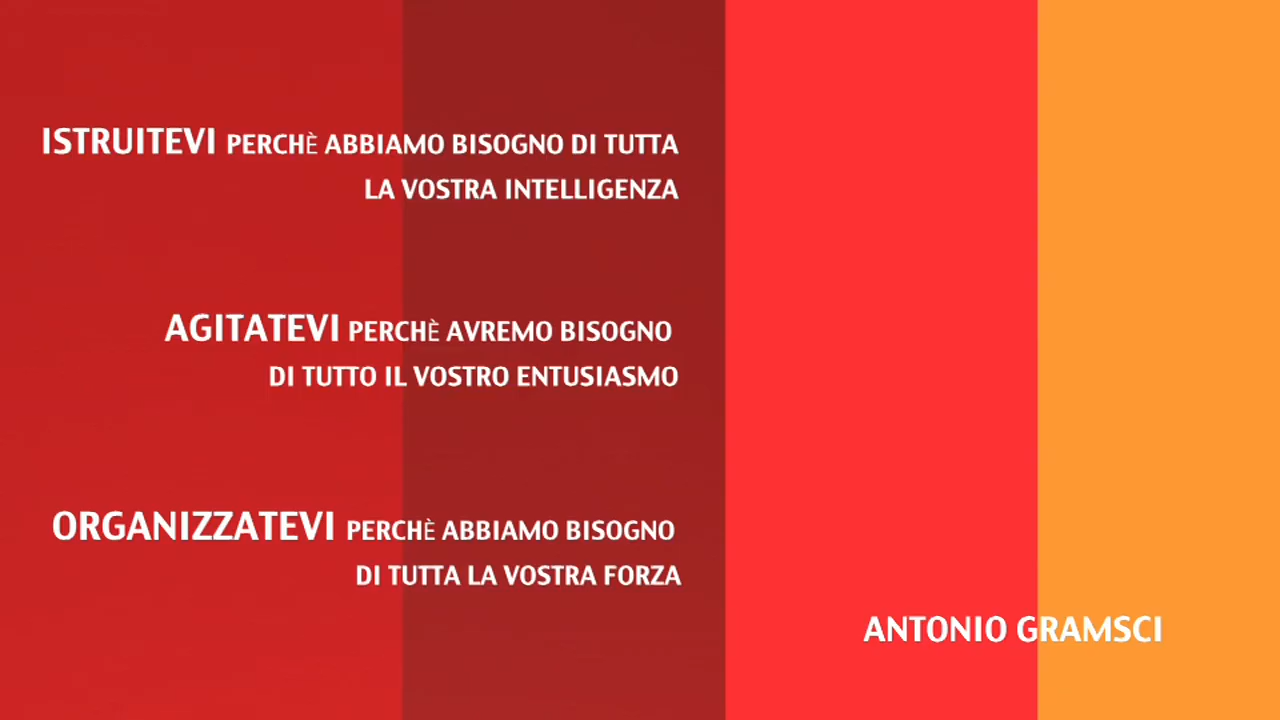 ISTRUITEVI PERCHÈ ABBIAMO BISOGNO DI TUTTA
LA VOSTRA INTELLIGENZA
AGITATEVI PERCHÈ AVREMO BISOGNO
DI TUTTO IL VOSTRO ENTUSIASMO
ORGANIZZATEVI PERCHÈ ABBIAMO BISOGNO
DI TUTTA LA VOSTRA FORZA
ANTONIO GRAMSCI